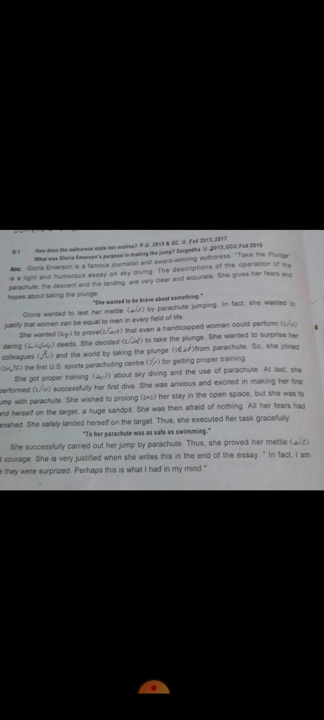 Q:1 How does the authoress state her motive? P.U. 2015 & GC. U. Fsd 2015,2017
What was Gloria Emerson's purpose in making the jump? Sargodha U. 2013,GCU,Fsd 2016
Ans: Gloria Emerson is a famous journalist and award-winning authoress. "Take the Plunge"
is a light and humorous essay on sky diving. The descriptions of the operation of the
parachute, the descent and the landing, are very clear and accurate. She gives her fears and
hopes about taking the plunge.
"She wanted to be brave about something."
Gloria wanted to test her mettle by parachute jumping. In fact, she wanted to
justify that women can be equal to men in every field of life.
She wanted to prove that even a handicapped woman could perform
daring deeds. She decided to take the plunge. She wanted to surprise her
colleagues and the world by taking the plunge from parachute. So, she joined
the first U.S. sports parachuting centre for getting proper training.
She got proper training about sky diving and the use of parachute. At last, she
performed successfully her first dive. She was anxious and excited in making her first
ump with parachute. She wished to prolong her stay in the open space, but she was to
and herself on the target, a huge sandpit. She was then afraid of nothing. All her fears had
anished. She safely landed herself on the target. Thus, she executed fier task gracefully.
"To her parachute was as safe as swimming."
She successfully carried out her jump by parachute. Thus, she proved her mettle
d courage. She is very justified when she writes this in the end of the essay: " In fact, I am
e they were surprized. Perhaps this is what I had in my mind."